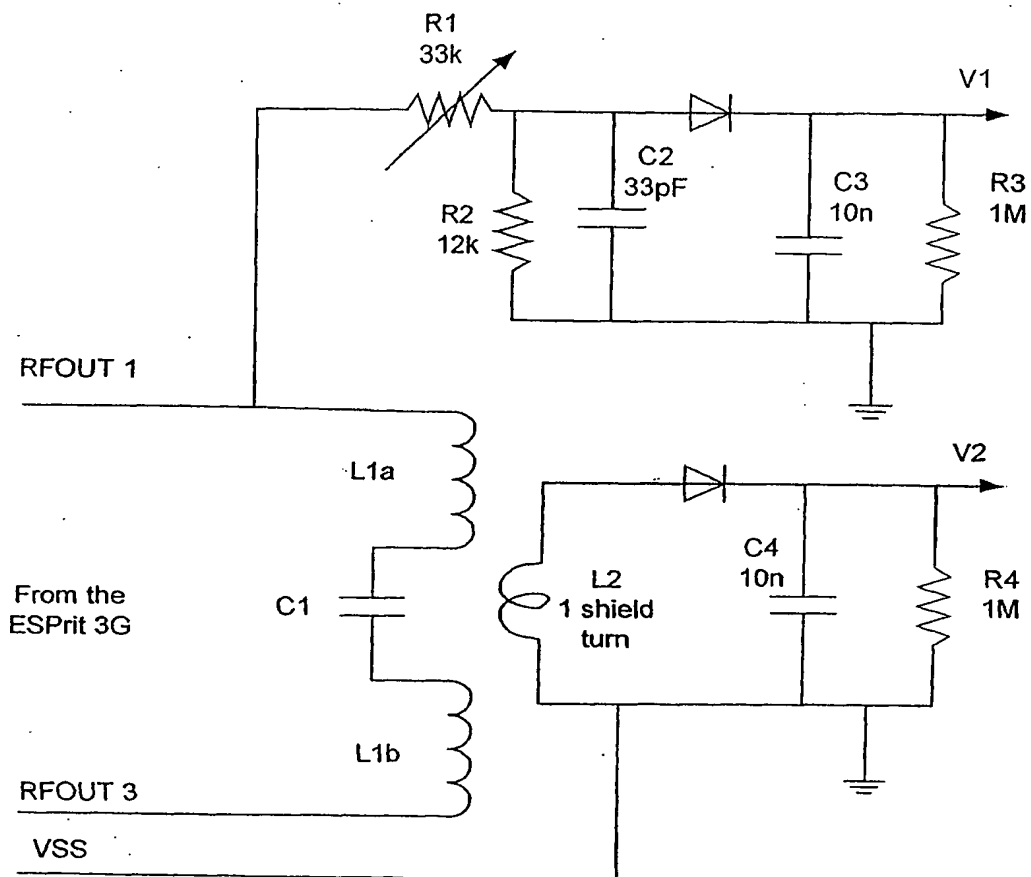 R1
33k
V1
C2
33pF
C3
10n
R3
1M
R2
12k
RFOUT 1
L1a
V2
C4
10n
L2
1 shield
turn
R4
1M
From the
ESPrit 3G
C1
L1b
RFOUT 3
VSS